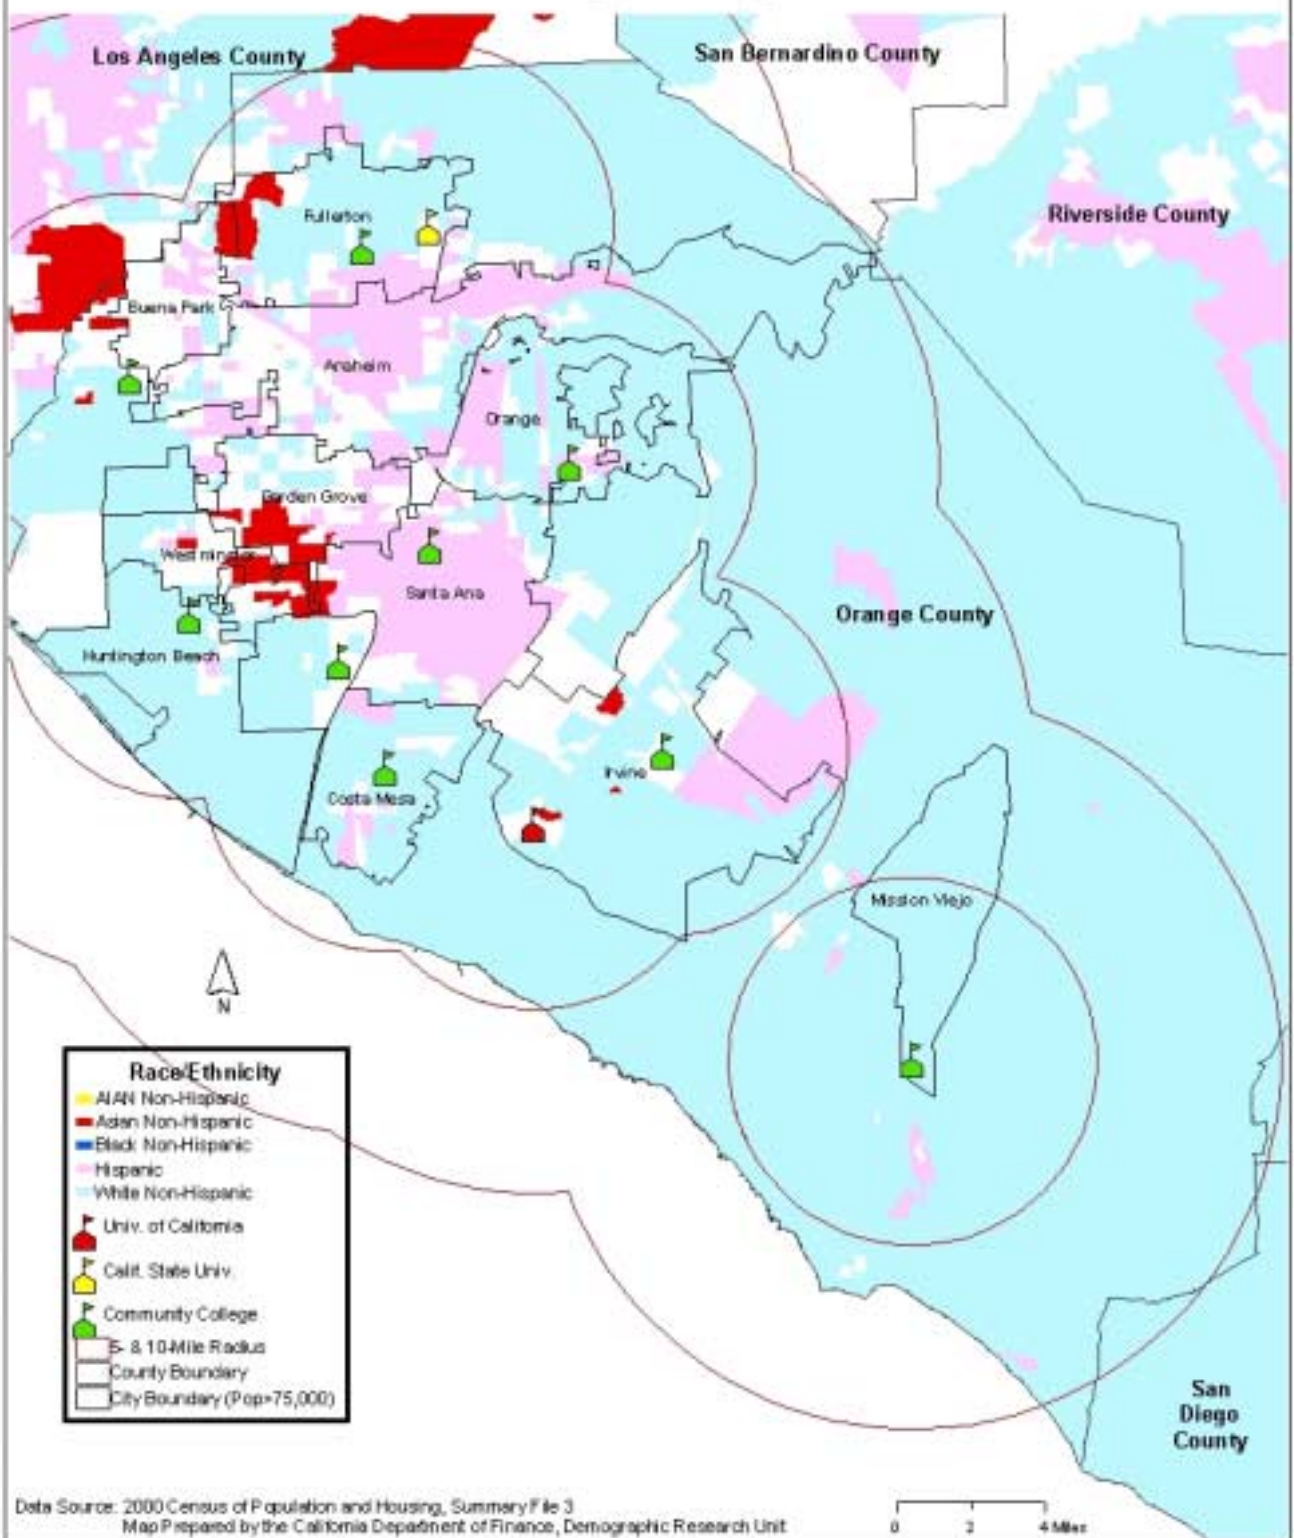 Los Angeles County
San Bernardino County
Riverside County
Fullerton
Buena Park
Anaheim
Orange
Garden Grove
Westminster
Santa Ana
Orange County
Huntington Beach
Irvine
Costa Mesa
Mission Viejo
N
Race/Ethnicity
AIAN Non-Hispanic
Asian Non-Hispanic
Black Non-Hispanic
Hispanic
White Non-Hispanic
Univ. of California
Calif. State Univ.
Community College
5- & 10-Mile Radius
County Boundary
City Boundary (Pop>75,000)
San
Diego
County
Data Source: 2000 Census of Population and Housing, Summary File 3
Map Prepared by the California Department of Finance, Demographic Research Unit
0 2 4 Miles